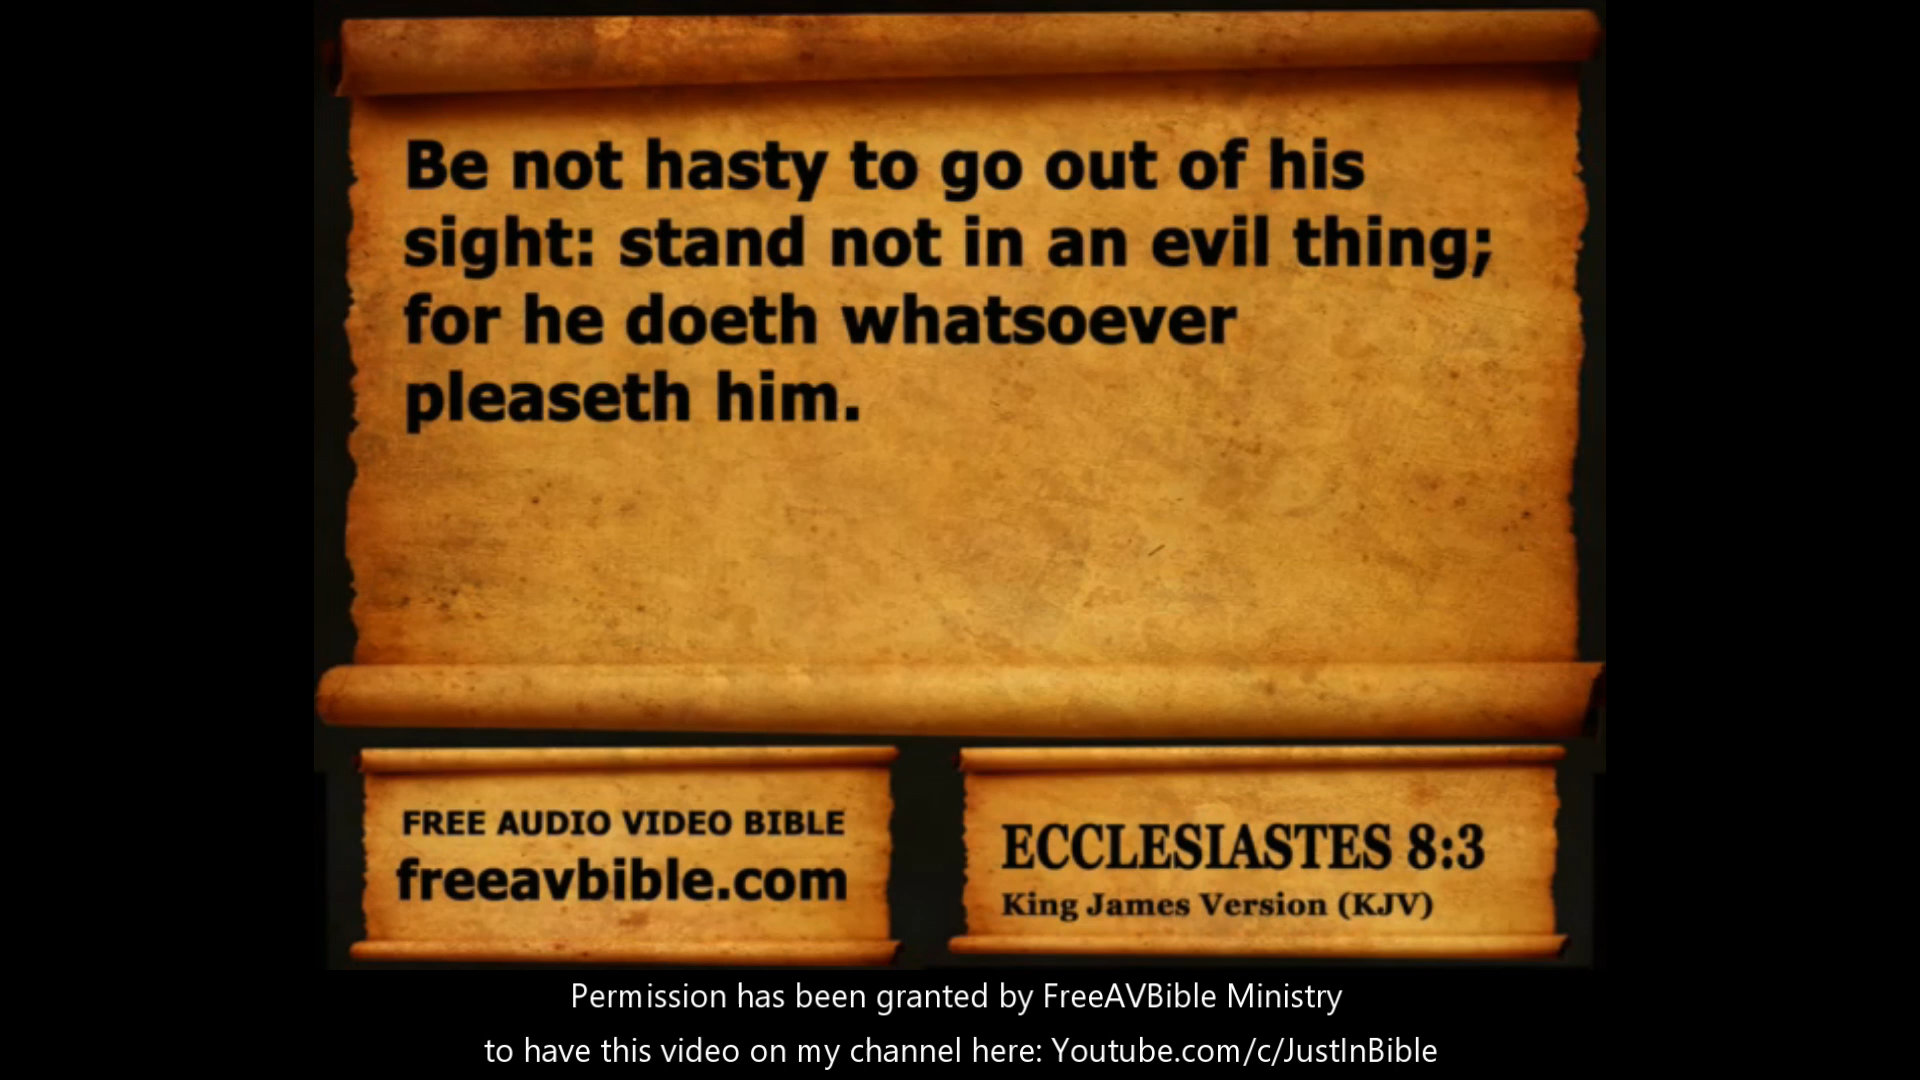 Be not hasty to go out of his
sight: stand not in an evil thing;
for he doeth whatsoever
pleaseth him.
FREE AUDIO VIDEO BIBLE
freeavbible.com
ECCLESIASTES 8:3
King James Version (KJV)
Permission has been granted by FreeAVBible Ministry
to have this video on my channel here: Youtube.com/c/JustInBible